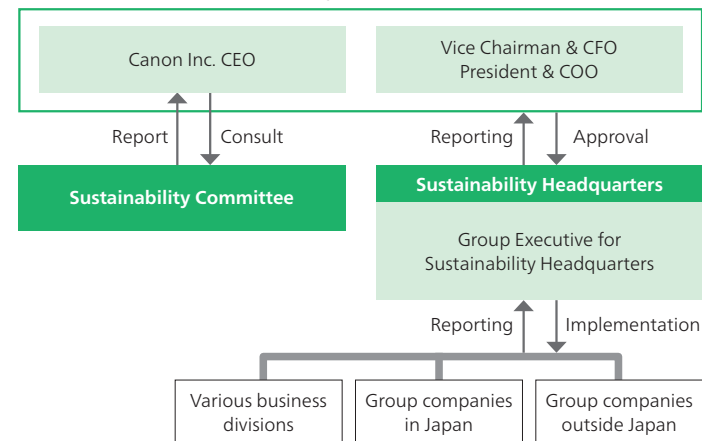 Canon Inc. CEO
Vice Chairman & CFO
President & COO
Report
Consult
Reporting
Approval
Sustainability Committee
Sustainability Headquarters
Group Executive for
Sustainability Headquarters
Reporting
Implementation
Various business
divisions
Group companies
in Japan
Group companies
outside Japan